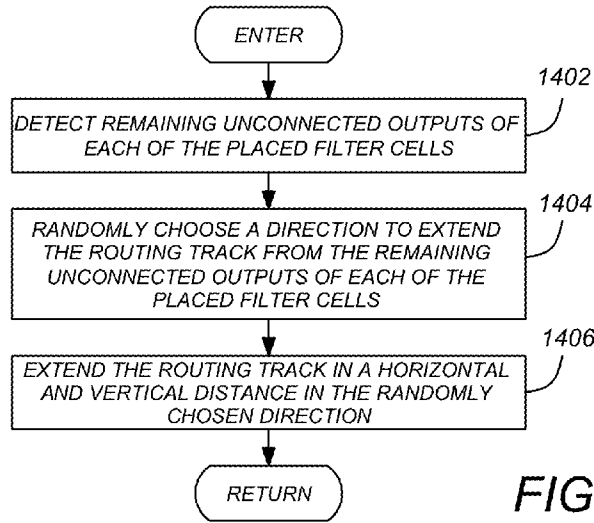 ENTER
1402
DETECT REMAINING UNCONNECTED OUTPUTS OF
EACH OF THE PLACED FILTER CELLS
1404
RANDOMLY CHOOSE A DIRECTION TO EXTEND
THE ROUTING TRACK FROM THE REMAINING
UNCONNECTED OUTPUTS OF EACH OF THE
PLACED FILTER CELLS
1406
EXTEND THE ROUTING TRACK IN A HORIZONTAL
AND VERTICAL DISTANCE IN THE RANDOMLY
CHOSEN DIRECTION
RETURN
FIG